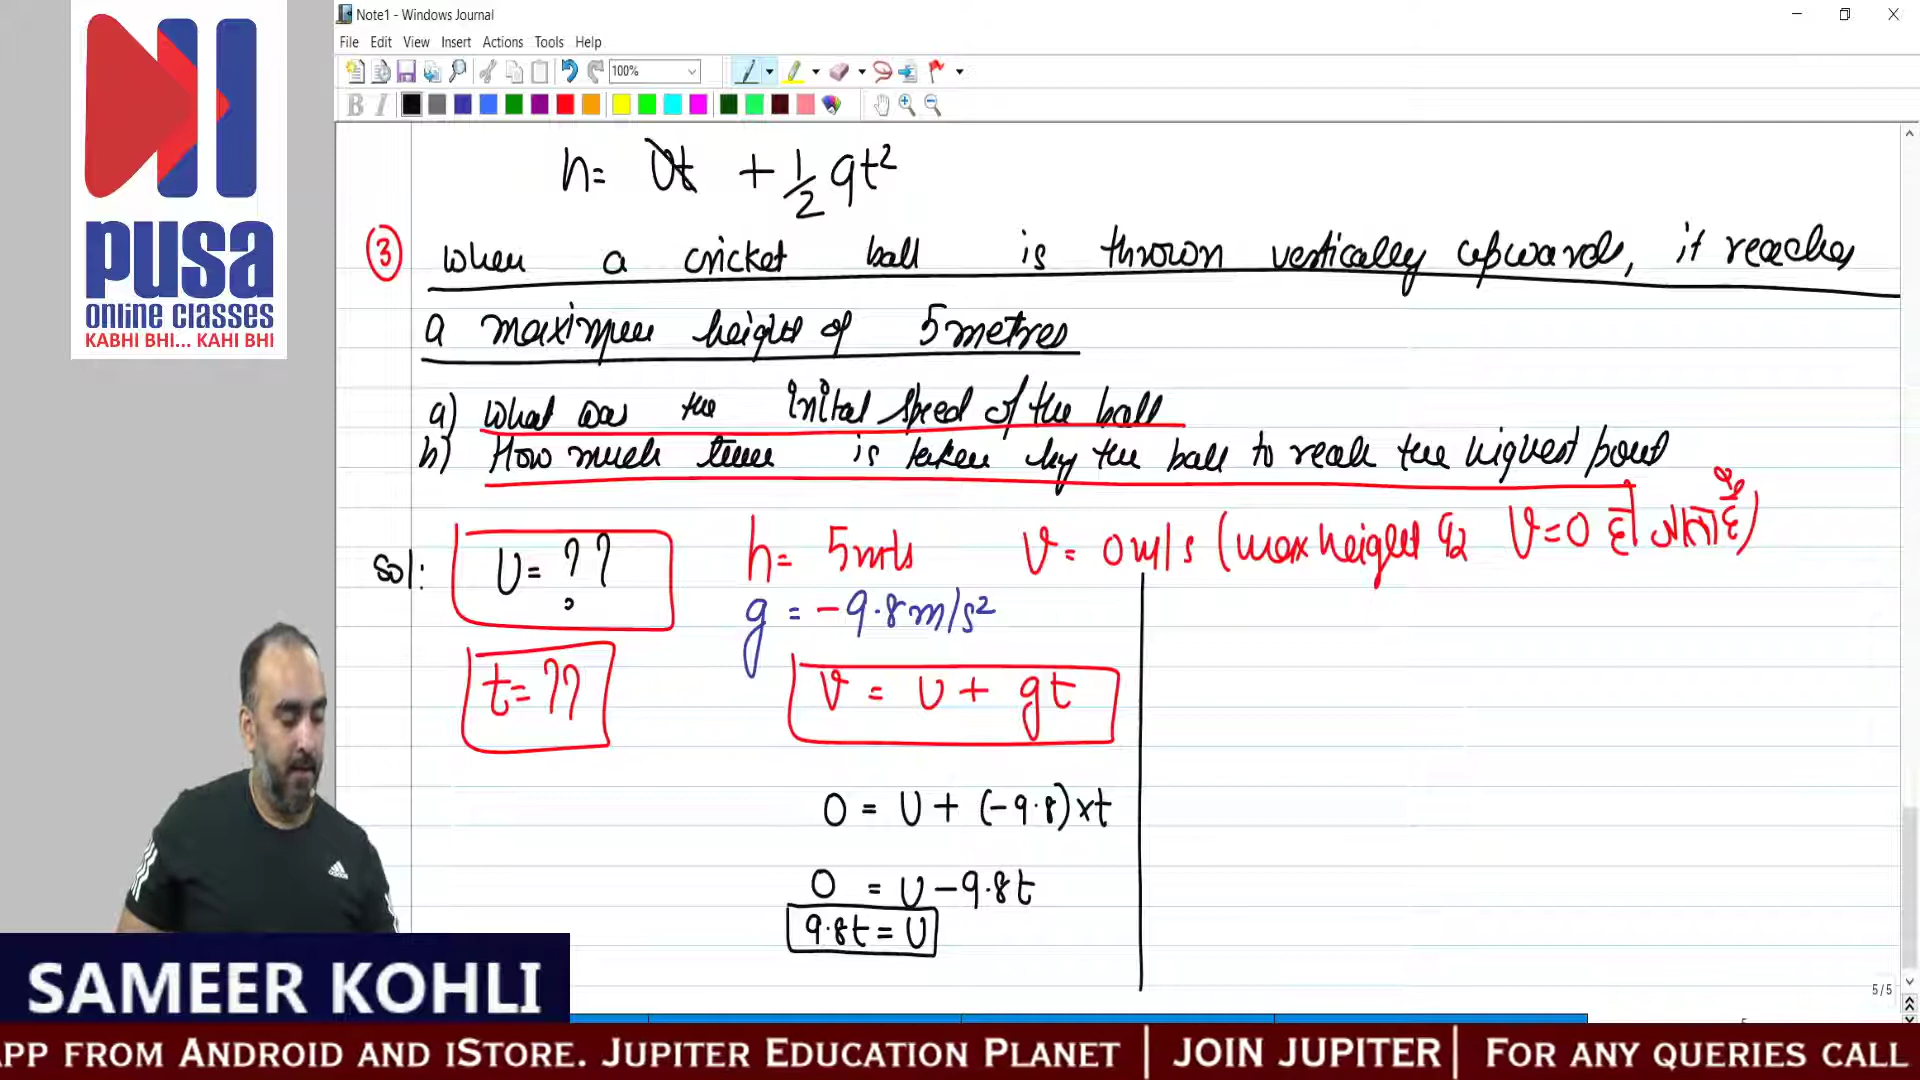 Note1 - Windows Journal
File Edit View Insert Actions Tools Help
100%
B I
PUSA
ONLINE CLASSES
KABHI BHI... KAHI BHI
h= Ut + 1/2 gt²
③ When a cricket ball is thrown vertically upwards, it reaches
a maximum height of 5 metres
a) What was the initial speed of the ball
b) How much time is taken by the ball to reach the highest point
Sol: U= ?? h= 5mts V= 0 m/s (max height पर V=0 हो जाता है)
g = -9.8m/s²
t= ?? V = U + gt
0 = U + (-9.8)×t
0 = U - 9.8t
9.8t = U
5/5
SAMEER KOHLI
APP FROM ANDROID AND ISTORE. JUPITER EDUCATION PLANET | JOIN JUPITER| FOR ANY QUERIES CALL